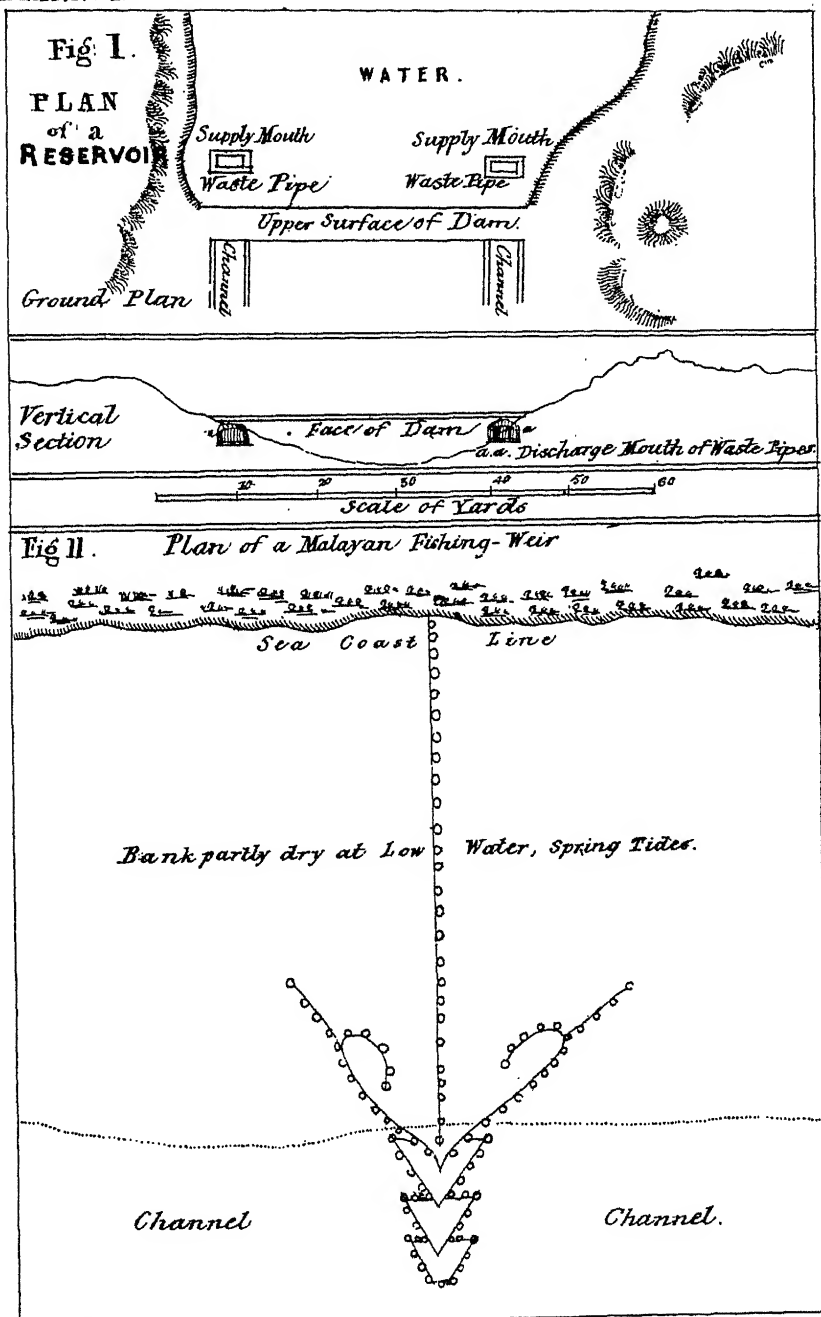 Fig: I.
PLAN
of a
RESERVOIR
WATER.
Supply Mouth
Supply Mouth
Waste Pipe
Waste Pipe
Upper Surface of Dam.
Channel
Channel
Ground Plan
Vertical
Section
a
Face of Dam
a
a.a. Discharge Mouth of Waste Pipes.
10 20 30 40 50 60
Scale of Yards
Fig II. Plan of a Malayan Fishing-Weir
Sea Coast Line
Bank partly dry at Low Water, Spring Tides.
Channel
Channel.